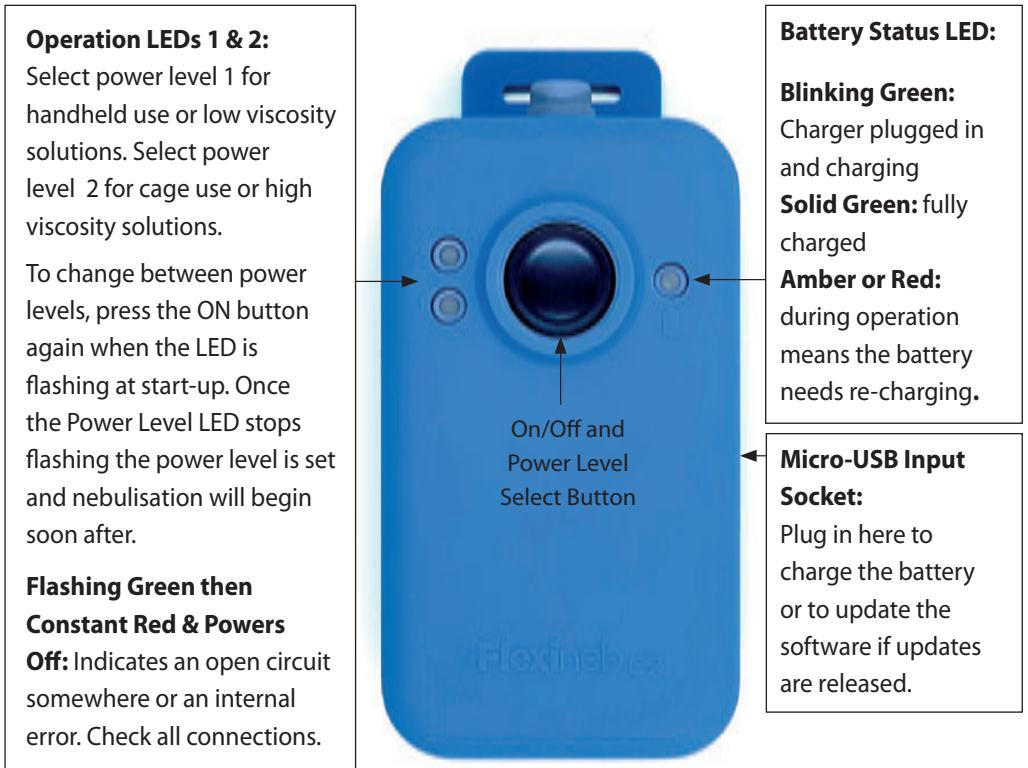 Operation LEDs 1 & 2:
Select power level 1 for
handheld use or low viscosity
solutions. Select power
level 2 for cage use or high
viscosity solutions.
To change between power
levels, press the ON button
again when the LED is
flashing at start-up. Once
the Power Level LED stops
flashing the power level is set
and nebulisation will begin
soon after.
Flashing Green then
Constant Red & Powers
Off: Indicates an open circuit
somewhere or an internal
error. Check all connections.
On/Off and
Power Level
Select Button
Flexineb
Battery Status LED:
Blinking Green:
Charger plugged in
and charging
Solid Green: fully
charged
Amber or Red:
during operation
means the battery
needs re-charging.
Micro-USB Input
Socket:
Plug in here to
charge the battery
or to update the
software if updates
are released.